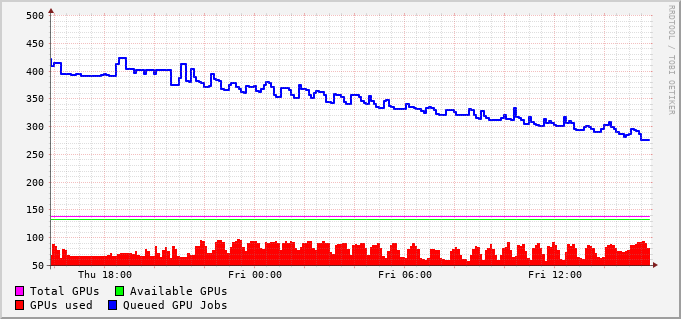 500
450
400
350
300
250
200
150
100
50
Thu 18:00 Fri 00:00 Fri 06:00 Fri 12:00
Total GPUs Available GPUs
GPUs used Queued GPU Jobs
RRDTOOL / TOBI OETIKER